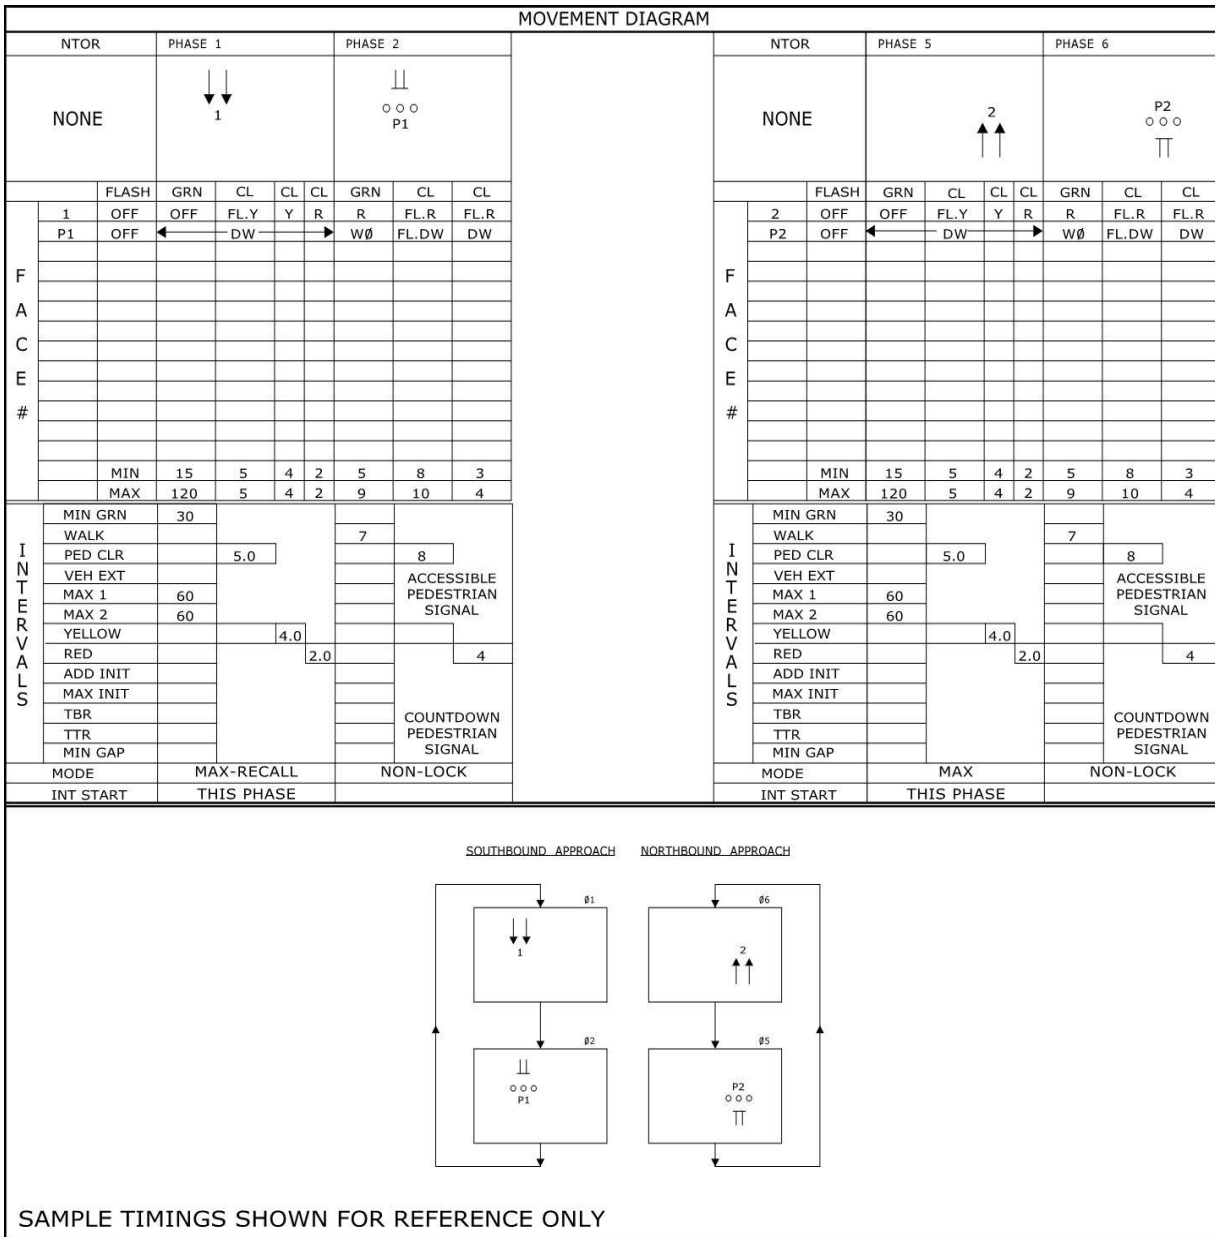 MOVEMENT DIAGRAM
NTOR PHASE 1 PHASE 2 NTOR PHASE 5 PHASE 6
NONE 1 P1 NONE 2 P2
FLASH GRN CL CL CL GRN CL CL FLASH GRN CL CL CL GRN CL CL
1 OFF OFF FL.Y Y R R FL.R FL.R 2 OFF OFF FL.Y Y R R FL.R FL.R
P1 OFF DW WØ FL.DW DW P2 OFF DW WØ FL.DW DW
FACE# FACE#
MIN 15 5 4 2 5 8 3 MIN 15 5 4 2 5 8 3
MAX 120 5 4 2 9 10 4 MAX 120 5 4 2 9 10 4
INTERVALS INTERVALS
MIN GRN 30 MIN GRN 30
WALK 7 WALK 7
PED CLR 5.0 8 PED CLR 5.0 8
VEH EXT ACCESSIBLE VEH EXT ACCESSIBLE
MAX 1 60 PEDESTRIAN MAX 1 60 PEDESTRIAN
MAX 2 60 SIGNAL MAX 2 60 SIGNAL
YELLOW 4.0 YELLOW 4.0
RED 2.0 4 RED 2.0 4
ADD INIT ADD INIT
MAX INIT MAX INIT
TBR COUNTDOWN TBR COUNTDOWN
TTR PEDESTRIAN TTR PEDESTRIAN
MIN GAP SIGNAL MIN GAP SIGNAL
MODE MAX-RECALL NON-LOCK MODE MAX NON-LOCK
INT START THIS PHASE INT START THIS PHASE
SOUTHBOUND APPROACH NORTHBOUND APPROACH
Ø1 Ø6
1 2
Ø2 Ø5
P1 P2
SAMPLE TIMINGS SHOWN FOR REFERENCE ONLY